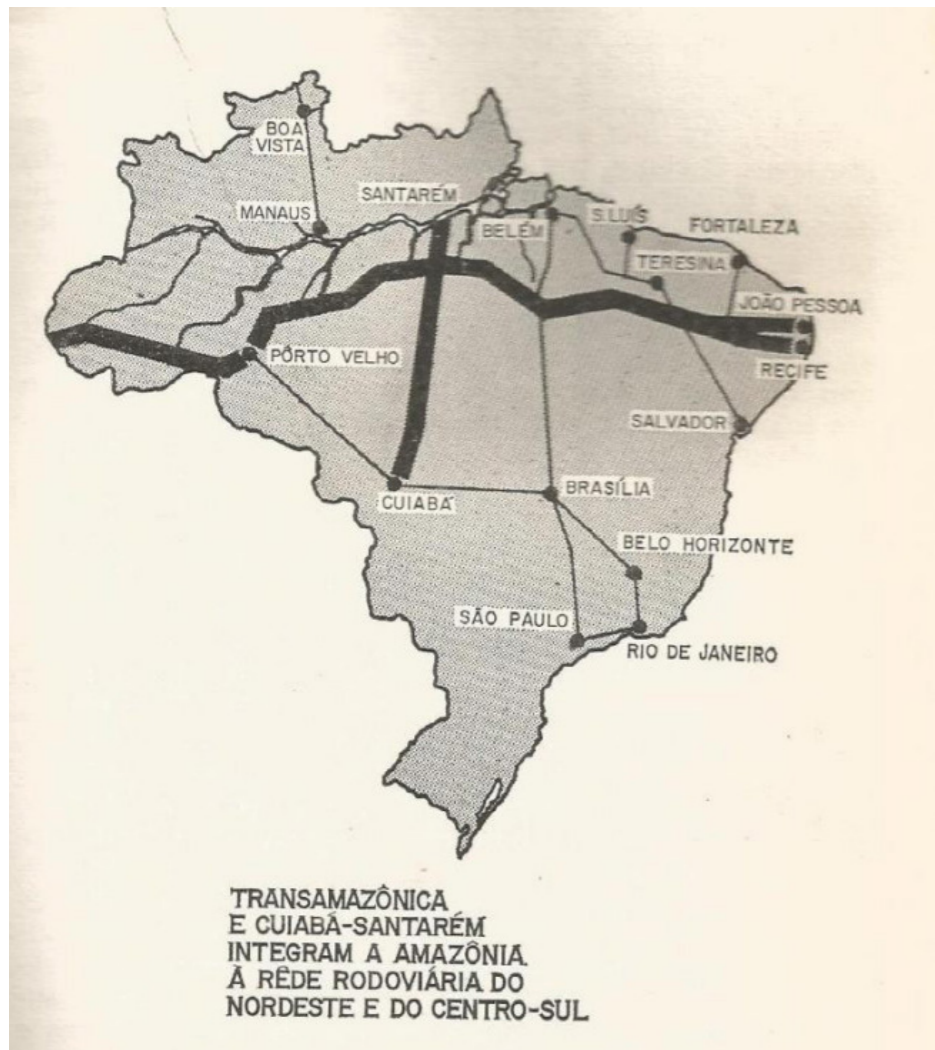 BOA
VISTA
SANTARÉM
MANAUS
BELÉM
S.LUÍS
FORTALEZA
TERESINA
JOÃO PESSOA
PÔRTO VELHO
RECIFE
SALVADOR
CUIABÁ
BRASÍLIA
BELO HORIZONTE
SÃO PAULO
RIO DE JANEIRO
TRANSAMAZÔNICA
E CUIABÁ-SANTARÉM
INTEGRAM A AMAZÔNIA
À RÊDE RODOVIÁRIA DO
NORDESTE E DO CENTRO-SUL